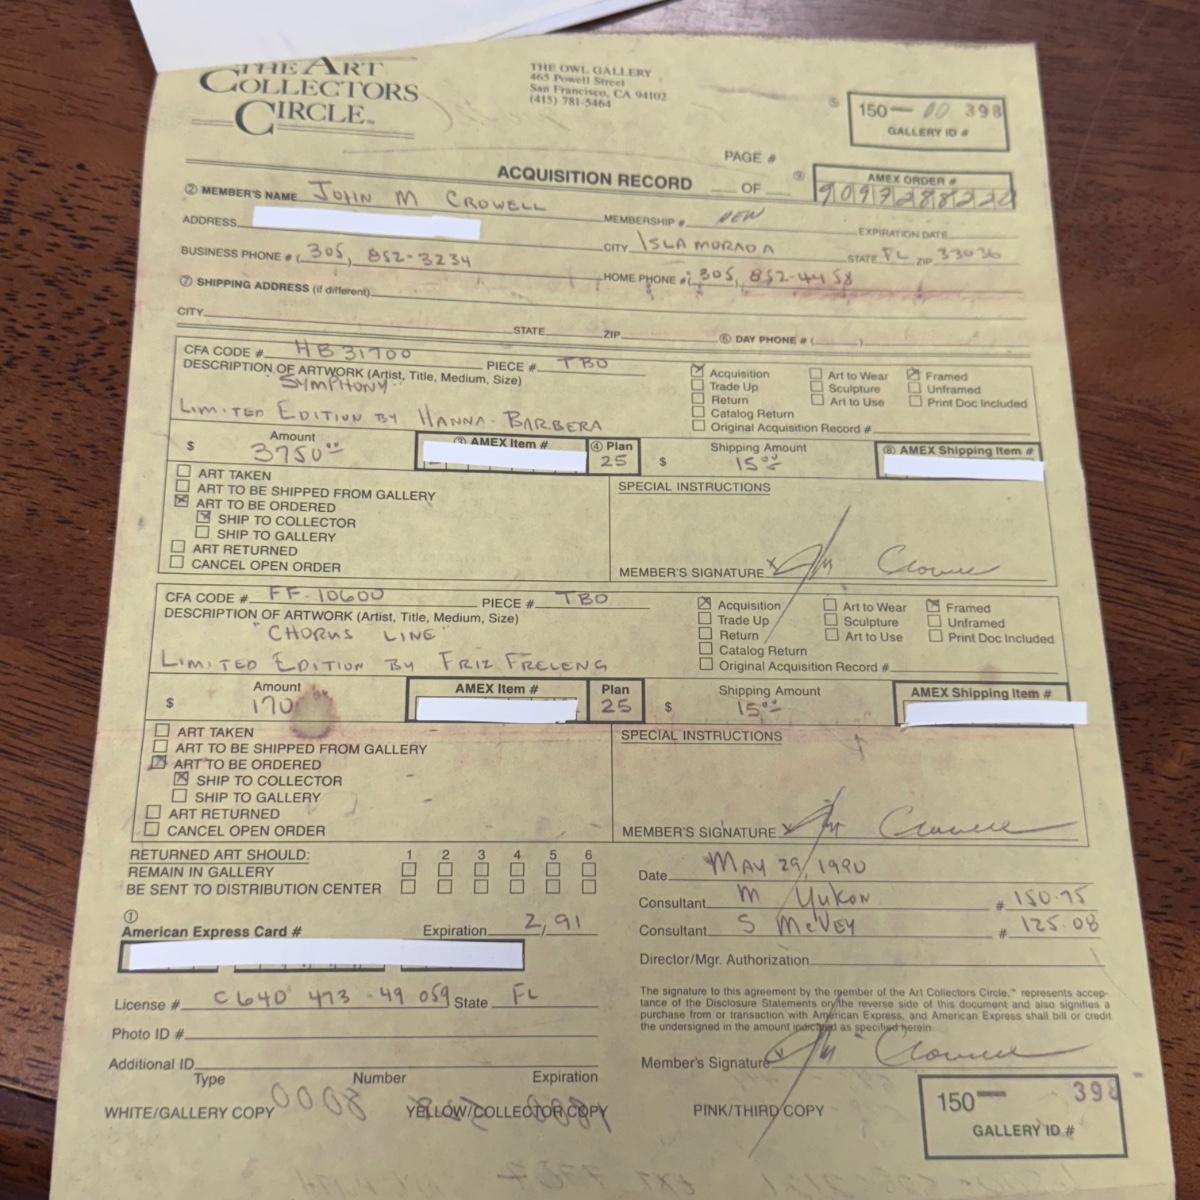 THE ART
COLLECTORS
CIRCLE™
THE OWL GALLERY
465 Powell Street
San Francisco, CA 94102
(415) 781-5464
150— 00 398
GALLERY ID #
PAGE #
ACQUISITION RECORD
OF
AMEX ORDER #
② MEMBER'S NAME JOHN M CROWELL
MEMBERSHIP # NEW
EXPIRATION DATE
ADDRESS
CITY ISLAMORADA STATE FL ZIP 33036
BUSINESS PHONE # (305) 852-3234
HOME PHONE # (305) 852-4458
⑦ SHIPPING ADDRESS (if different)
CITY STATE ZIP ⑥ DAY PHONE # ( )
CFA CODE # HB31700 PIECE # TBO
DESCRIPTION OF ARTWORK (Artist, Title, Medium, Size)
"SYMPHONY"
LIMITED EDITION BY HANNA-BARBERA
Acquisition Art to Wear Framed
Trade Up Sculpture Unframed
Return Art to Use Print Doc Included
Catalog Return
Original Acquisition Record #
Amount ③ AMEX Item # ④ Plan Shipping Amount ⑧ AMEX Shipping Item #
$ 3750.00 25 $ 15.00
ART TAKEN
ART TO BE SHIPPED FROM GALLERY
ART TO BE ORDERED
SHIP TO COLLECTOR
SHIP TO GALLERY
ART RETURNED
CANCEL OPEN ORDER
SPECIAL INSTRUCTIONS
MEMBER'S SIGNATURE x
CFA CODE # FF-10600 PIECE # TBO
DESCRIPTION OF ARTWORK (Artist, Title, Medium, Size)
"CHORUS LINE"
LIMITED EDITION BY FRIZ FRELENG
Acquisition Art to Wear Framed
Trade Up Sculpture Unframed
Return Art to Use Print Doc Included
Catalog Return
Original Acquisition Record #
Amount AMEX Item # Plan Shipping Amount AMEX Shipping Item #
$ 25 $ 15.00
ART TAKEN
ART TO BE SHIPPED FROM GALLERY
ART TO BE ORDERED
SHIP TO COLLECTOR
SHIP TO GALLERY
ART RETURNED
CANCEL OPEN ORDER
SPECIAL INSTRUCTIONS
MEMBER'S SIGNATURE x
RETURNED ART SHOULD: 1 2 3 4 5 6
REMAIN IN GALLERY
BE SENT TO DISTRIBUTION CENTER
Date MAY 29, 1990
Consultant M YUKON # 150-75
Consultant S McVEY # 125-08
Director/Mgr. Authorization
①
American Express Card # Expiration 2/91
License # C640 473-49 059 State FL
Photo ID #
Additional ID
Type Number Expiration
The signature to this agreement by the member of the Art Collectors Circle,™ represents acceptance of the Disclosure Statements on the reverse side of this document and also signifies a
purchase from or transaction with American Express, and American Express shall bill or credit
the undersigned in the amount indicated as specified herein.
Member's Signature x
WHITE/GALLERY COPY YELLOW/COLLECTOR COPY PINK/THIRD COPY
150— 398
GALLERY ID #